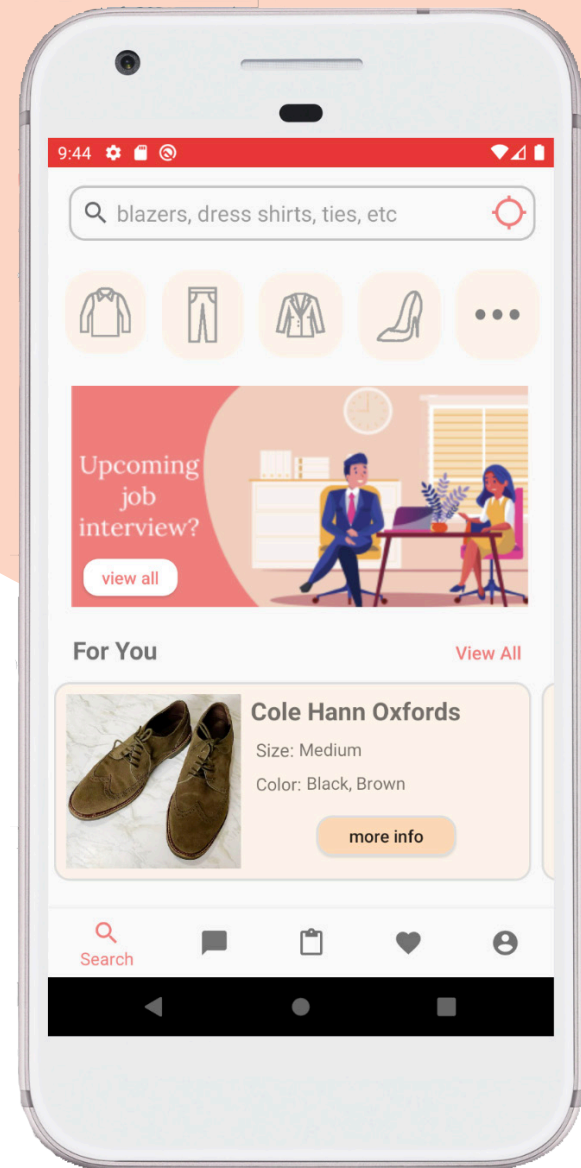 9:44
blazers, dress shirts, ties, etc
Upcoming
job
interview?
view all
For You
View All
Cole Hann Oxfords
Size: Medium
Color: Black, Brown
more info
Search